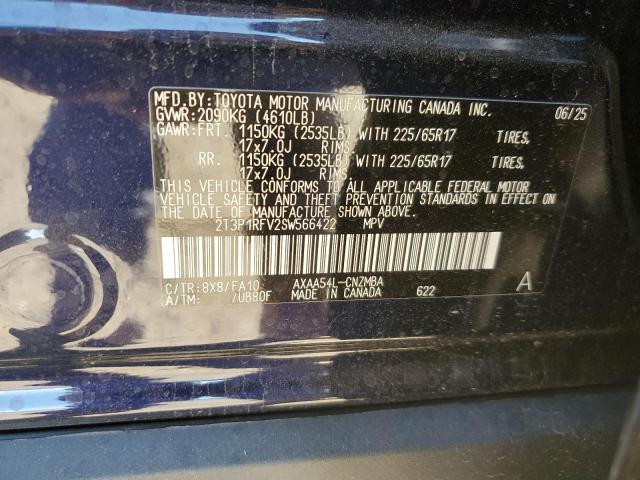 MFD.BY:TOYOTA MOTOR MANUFACTURING CANADA INC. 06/25
GVWR:2090KG (4610LB)
GAWR:FRT. 1150KG (2535LB) WITH 225/65R17 TIRES,
17x7.0J RIMS
RR. 1150KG (2535LB) WITH 225/65R17 TIRES,
17x7.0J RIMS
THIS VEHICLE CONFORMS TO ALL APPLICABLE FEDERAL MOTOR
VEHICLE SAFETY AND THEFT PREVENTION STANDARDS IN EFFECT ON
THE DATE OF MANUFACTURE SHOWN ABOVE.
2T3P1RFV2SW566422 MPV
C/TR:8X8/FA10 AXAA54L-CNZMBA A
A/TM: /UB80F MADE IN CANADA 622